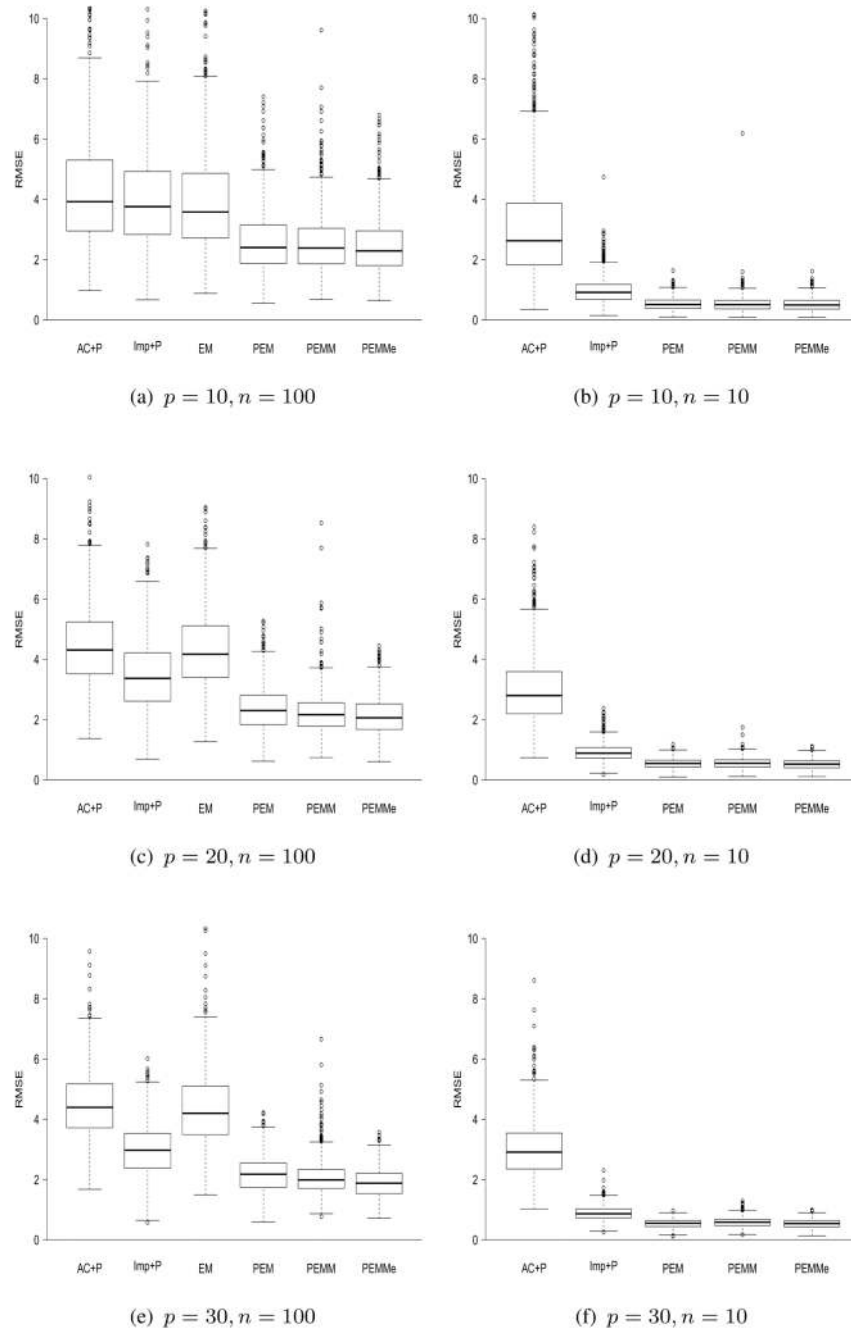 10
8
6
4
2
0
RMSE
AC+P Imp+P EM PEM PEMM PEMMe
(a) p = 10, n = 100
10
8
6
4
2
0
RMSE
AC+P Imp+P PEM PEMM PEMMe
(b) p = 10, n = 10
10
8
6
4
2
0
RMSE
AC+P Imp+P EM PEM PEMM PEMMe
(c) p = 20, n = 100
10
8
6
4
2
0
RMSE
AC+P Imp+P PEM PEMM PEMMe
(d) p = 20, n = 10
10
8
6
4
2
0
RMSE
AC+P Imp+P EM PEM PEMM PEMMe
(e) p = 30, n = 100
10
8
6
4
2
0
RMSE
AC+P Imp+P PEM PEMM PEMMe
(f) p = 30, n = 10